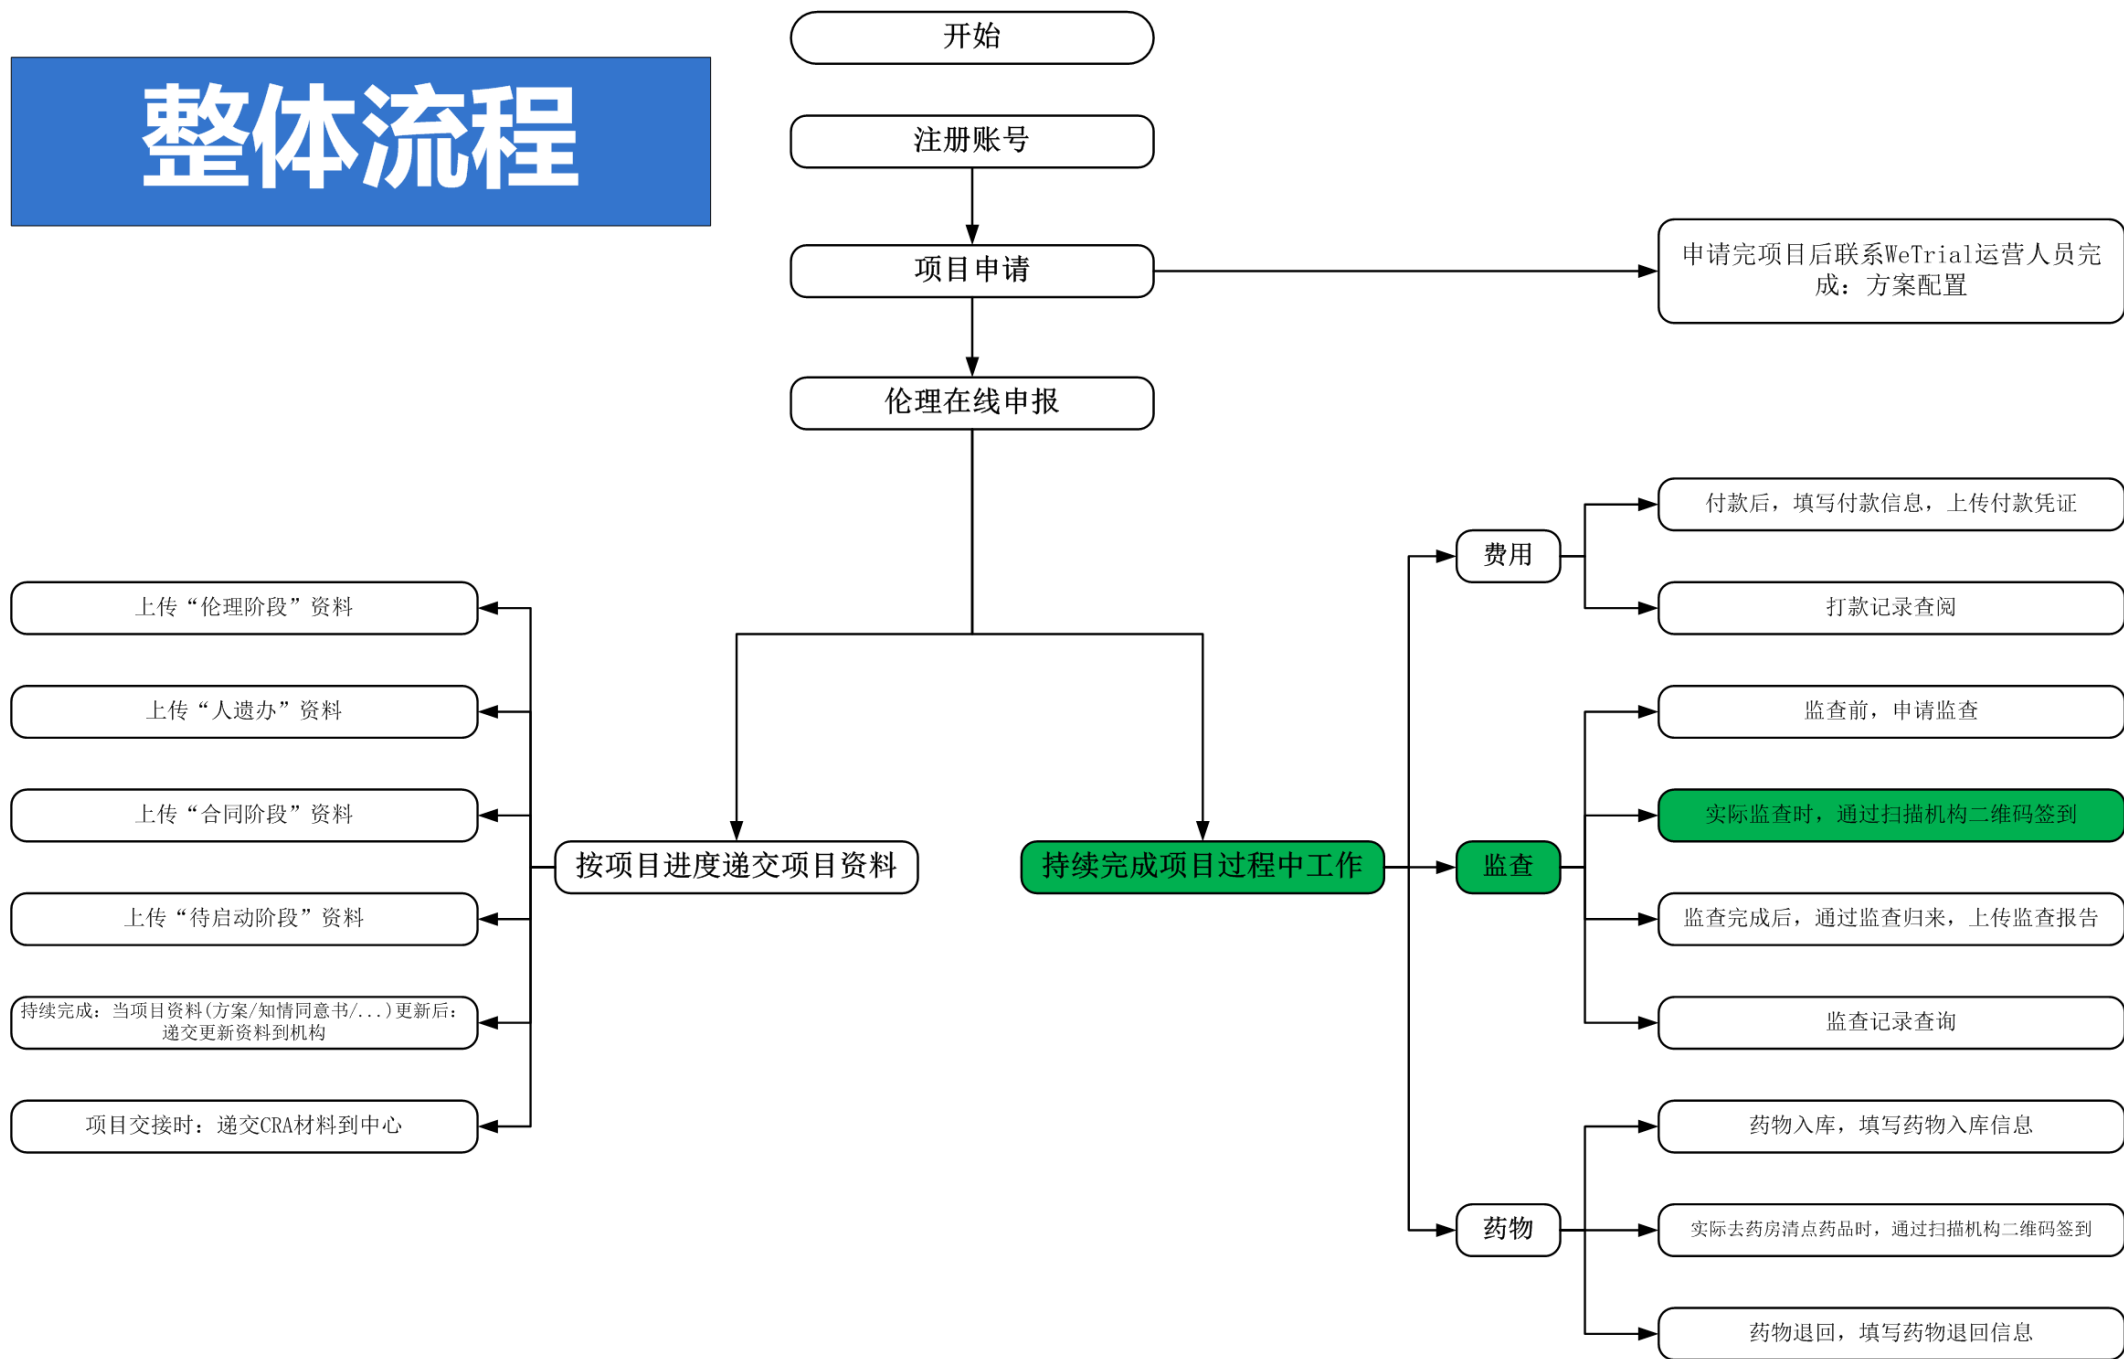 整体流程
开始
注册账号
项目申请
申请完项目后联系WeTrial运营人员完
成：方案配置
伦理在线申报
按项目进度递交项目资料
上传“伦理阶段”资料
上传“人遗办”资料
上传“合同阶段”资料
上传“待启动阶段”资料
持续完成：当项目资料(方案/知情同意书/...)更新后：
递交更新资料到机构
项目交接时：递交CRA材料到中心
持续完成项目过程中工作
费用
付款后，填写付款信息，上传付款凭证
打款记录查阅
监查
监查前，申请监查
实际监查时，通过扫描机构二维码签到
监查完成后，通过监查归来，上传监查报告
监查记录查询
药物
药物入库，填写药物入库信息
实际去药房清点药品时，通过扫描机构二维码签到
药物退回，填写药物退回信息